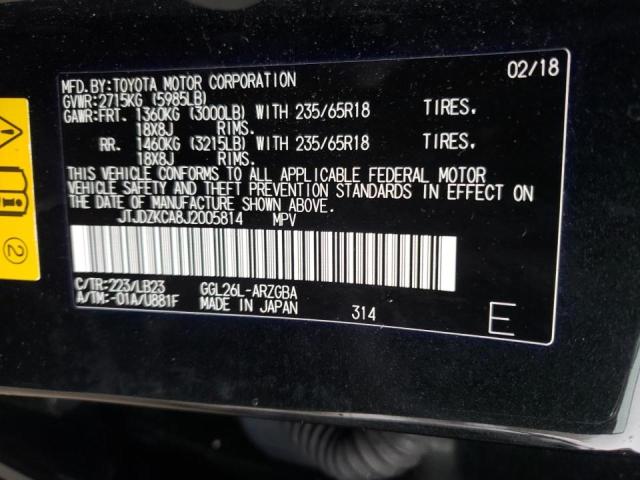 02/18
MFD.BY:TOYOTA MOTOR CORPORATION
GVWR:2715KG (5985LB)
GAWR:FRT. 1360KG (3000LB) WITH 235/65R18 TIRES.
18X8J RIMS.
RR. 1460KG (3215LB) WITH 235/65R18 TIRES.
18X8J RIMS.
THIS VEHICLE CONFORMS TO ALL APPLICABLE FEDERAL MOTOR
VEHICLE SAFETY AND THEFT PREVENTION STANDARDS IN EFFECT ON
THE DATE OF MANUFACTURE SHOWN ABOVE.
JTJDZKCA8J2005814 MPV
C/TR:223/LB23 GGL26L-ARZGBA
A/TM:-01A/U881F MADE IN JAPAN 314 E
2